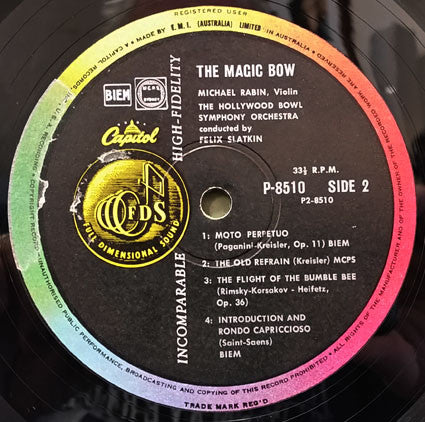 REGISTERED USER
MADE BY E.M.I. (AUSTRALIA) LIMITED
IN AUSTRALIA
THE MAGIC BOW
BIEM
M.C.P.S.
SYDNEY
MICHAEL RABIN, Violin
THE HOLLYWOOD BOWL
SYMPHONY ORCHESTRA
conducted by
FELIX SLATKIN
Capitol
FDS
FULL DIMENSIONAL SOUND
INCOMPARABLE HIGH-FIDELITY
33⅓ R.P.M.
P-8510 SIDE 2
P2-8510
1: MOTO PERPETUO
(Paganini-Kreisler, Op. 11) BIEM
2: THE OLD REFRAIN (Kreisler) MCPS
3: THE FLIGHT OF THE BUMBLE BEE
(Rimsky-Korsakov - Heifetz,
Op. 36)
4: INTRODUCTION AND
RONDO CAPRICCIOSO
(Saint-Saens)
BIEM
ALL RIGHTS OF THE MANUFACTURER AND OF THE OWNER OF THE RECORDED WORK ARE RESERVED
UNAUTHORISED PUBLIC PERFORMANCE, BROADCASTING AND COPYING OF THIS RECORD PROHIBITED
TRADE MARK REG'D